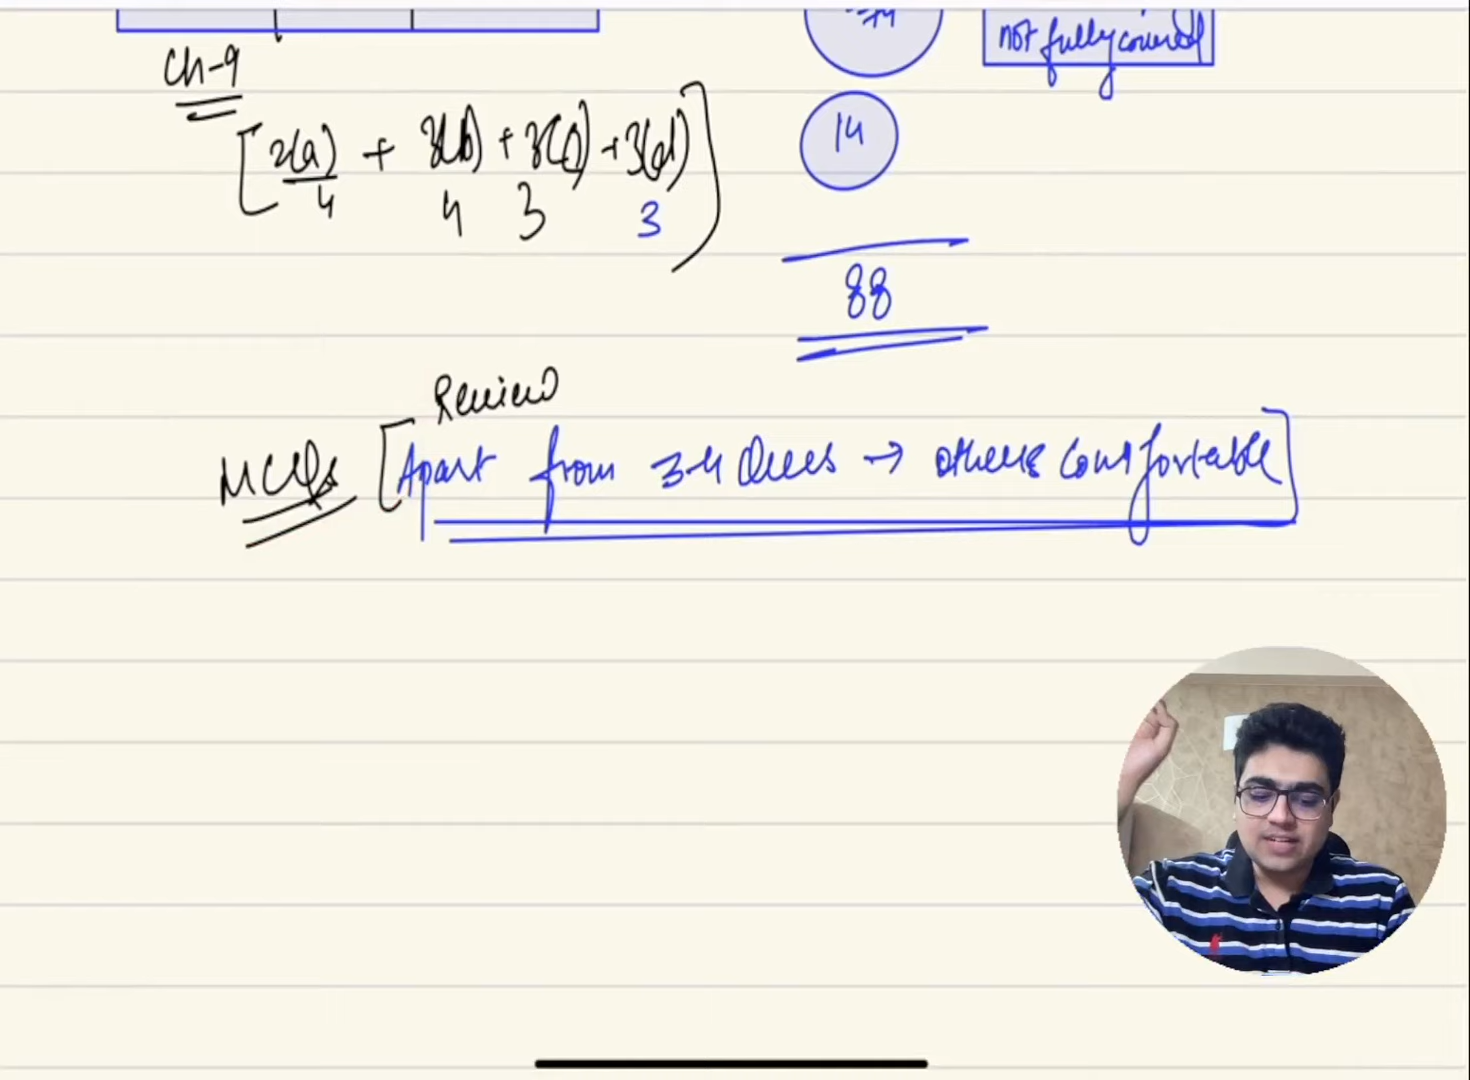 not fully covered
Ch-9
[2(a) + 3(b) + 3(c) + 3(d)]
4 4 3 3
14
88
Review
MCQs [Apart from 3-4 Ques → others comfortable]